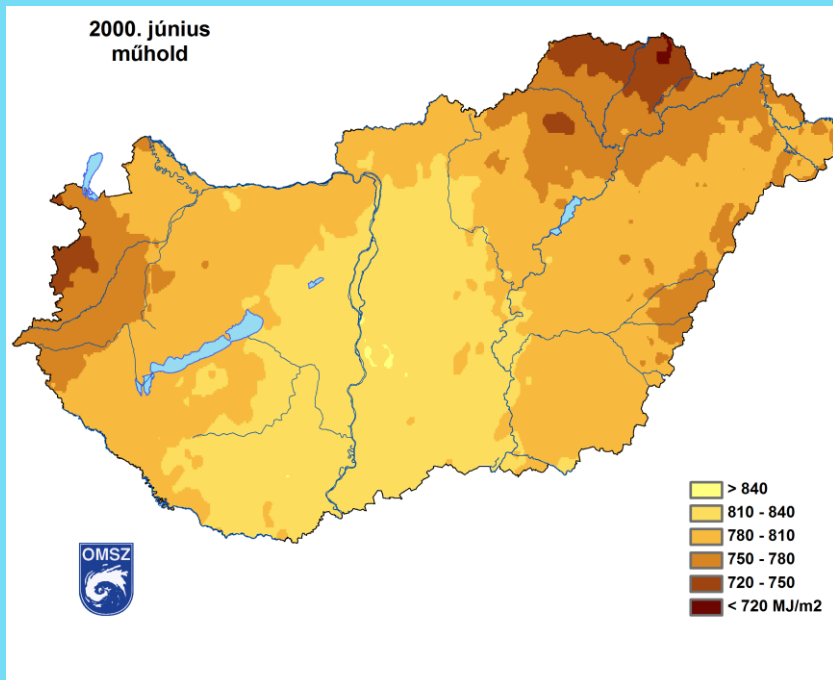 2000. június
műhold
> 840
810 - 840
780 - 810
750 - 780
720 - 750
< 720 MJ/m2
OMSZ